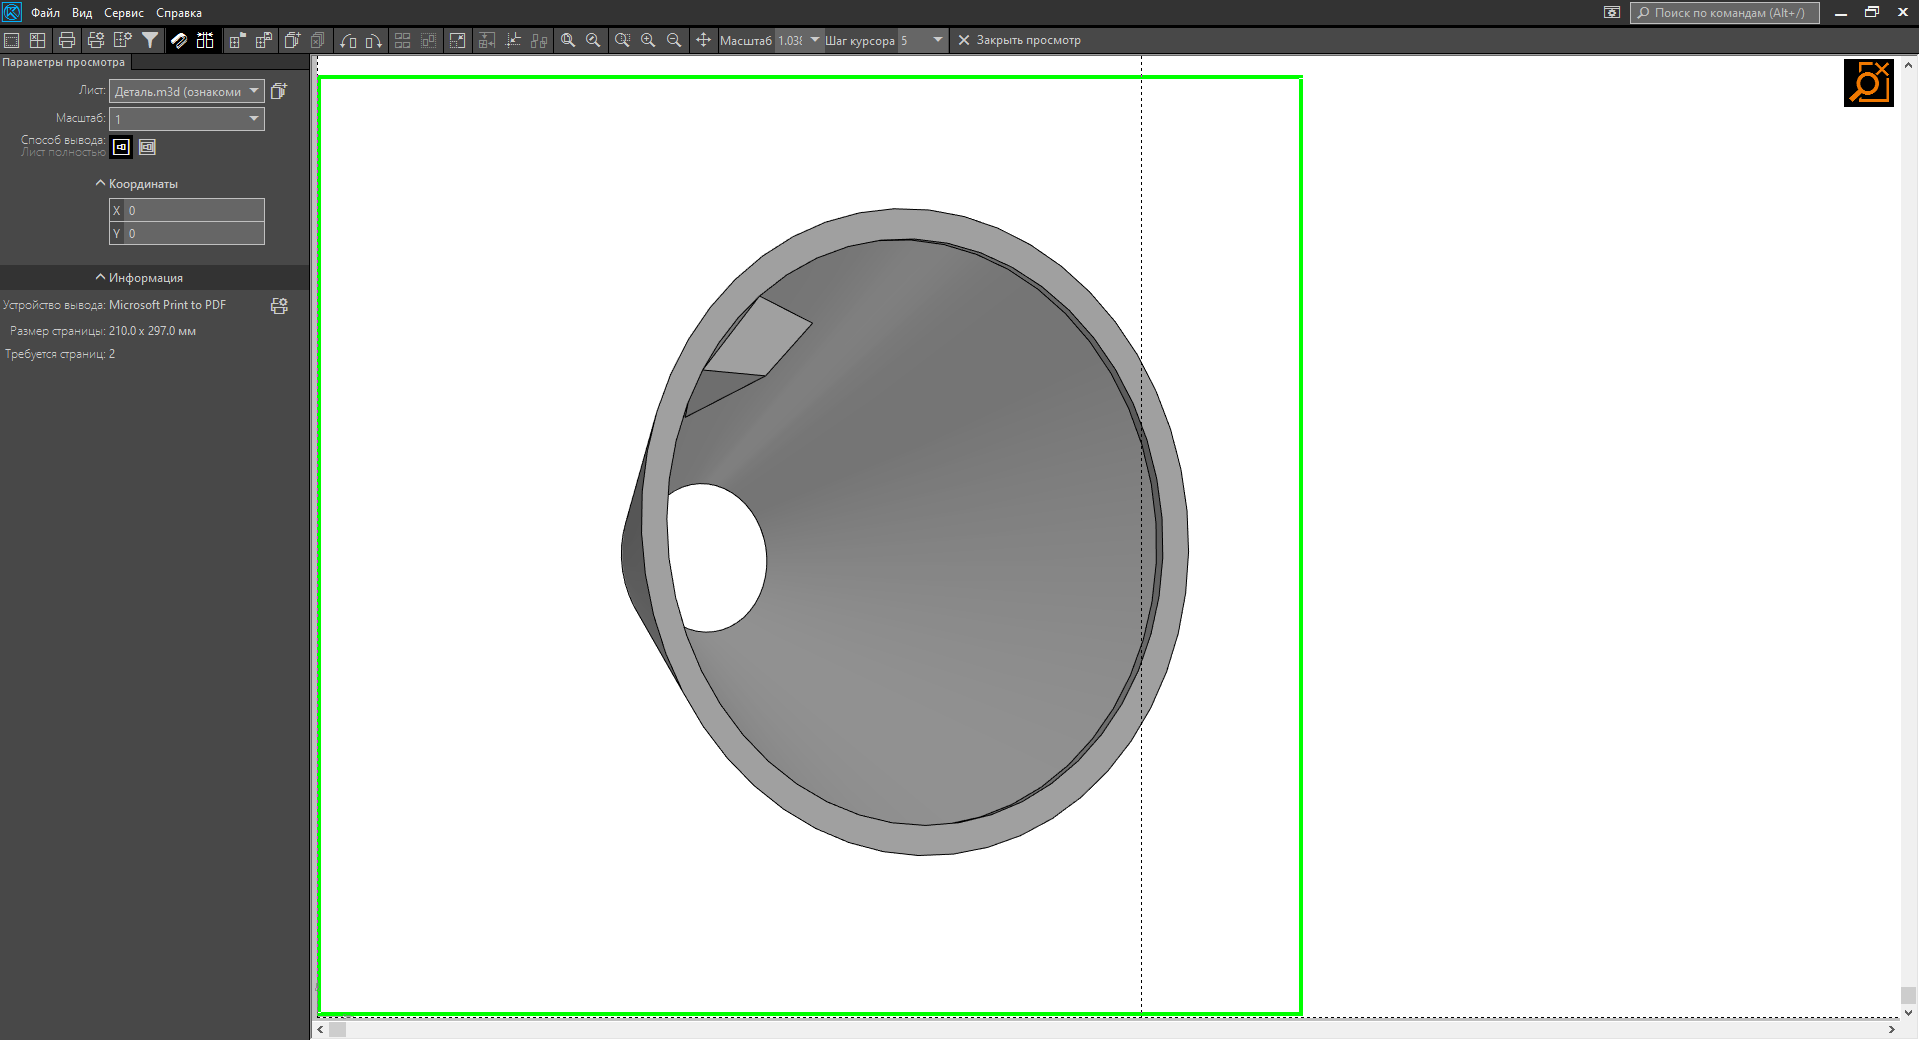 Файл Вид Сервис Справка
Поиск по командам (Alt+/)
Масштаб 1.038 Шаг курсора 5 Закрыть просмотр
Параметры просмотра
Лист: Деталь.m3d (ознакоми
Масштаб: 1
Способ вывода:
Лист полностью
Координаты
X 0
Y 0
Информация
Устройство вывода: Microsoft Print to PDF
Размер страницы: 210.0 x 297.0 мм
Требуется страниц: 2